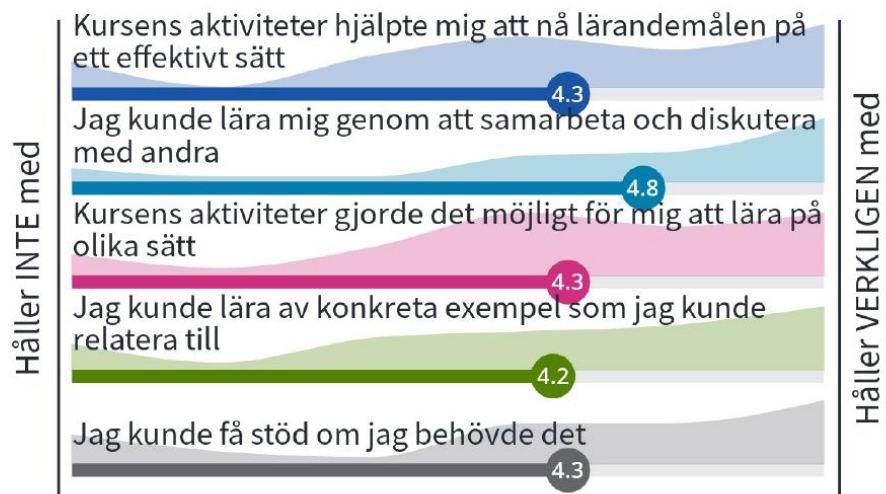 Kursens aktiviteter hjälpte mig att nå lärandemålen på
ett effektivt sätt
4.3
Jag kunde lära mig genom att samarbeta och diskutera
med andra
4.8
Kursens aktiviteter gjorde det möjligt för mig att lära på
olika sätt
4.3
Jag kunde lära av konkreta exempel som jag kunde
relatera till
4.2
Jag kunde få stöd om jag behövde det
4.3
Håller INTE med
Håller VERKLIGEN med